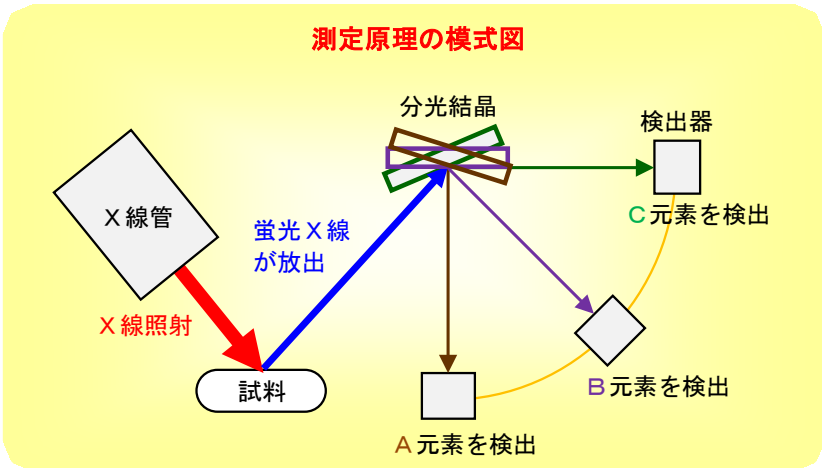 測定原理の模式図
分光結晶
検出器
X線管
C元素を検出
蛍光X線
が放出
X線照射
試料
B元素を検出
A元素を検出